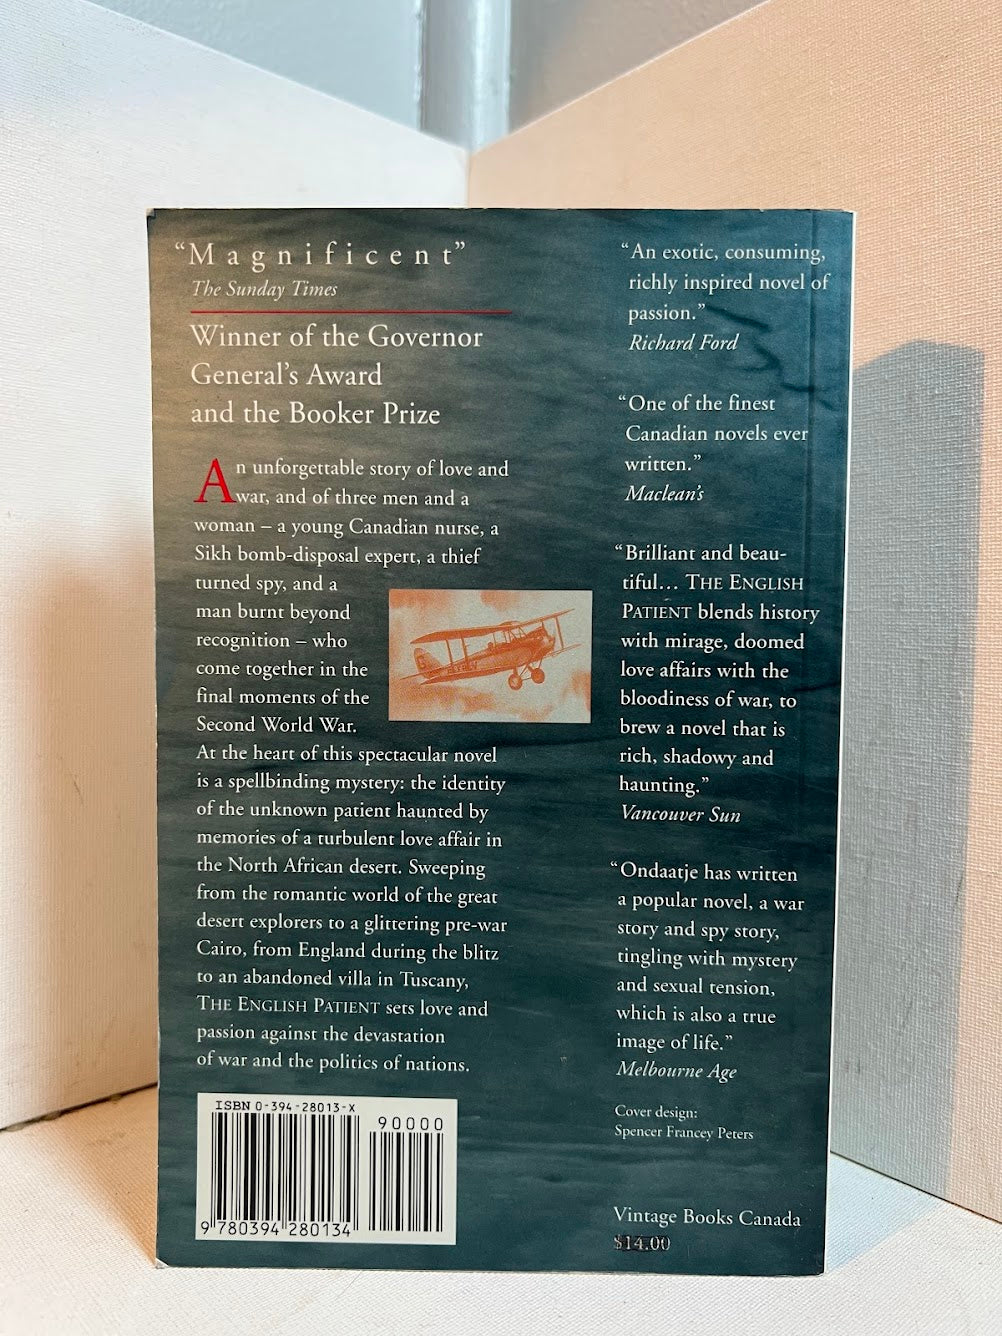 “Magnificent”
The Sunday Times
Winner of the Governor
General’s Award
and the Booker Prize
An unforgettable story of love and
war, and of three men and a
woman – a young Canadian nurse, a
Sikh bomb-disposal expert, a thief
turned spy, and a
man burnt beyond
recognition – who
come together in the
final moments of the
Second World War.
At the heart of this spectacular novel
is a spellbinding mystery: the identity
of the unknown patient haunted by
memories of a turbulent love affair in
the North African desert. Sweeping
from the romantic world of the great
desert explorers to a glittering pre-war
Cairo, from England during the blitz
to an abandoned villa in Tuscany,
THE ENGLISH PATIENT sets love and
passion against the devastation
of war and the politics of nations.
ISBN 0-394-28013-X
90000
9 780394 280134
“An exotic, consuming,
richly inspired novel of
passion.”
Richard Ford
“One of the finest
Canadian novels ever
written.”
Maclean’s
“Brilliant and beau-
tiful... THE ENGLISH
PATIENT blends history
with mirage, doomed
love affairs with the
bloodiness of war, to
brew a novel that is
rich, shadowy and
haunting.”
Vancouver Sun
“Ondaatje has written
a popular novel, a war
story and spy story,
tingling with mystery
and sexual tension,
which is also a true
image of life.”
Melbourne Age
Cover design:
Spencer Francey Peters
Vintage Books Canada
$14.00